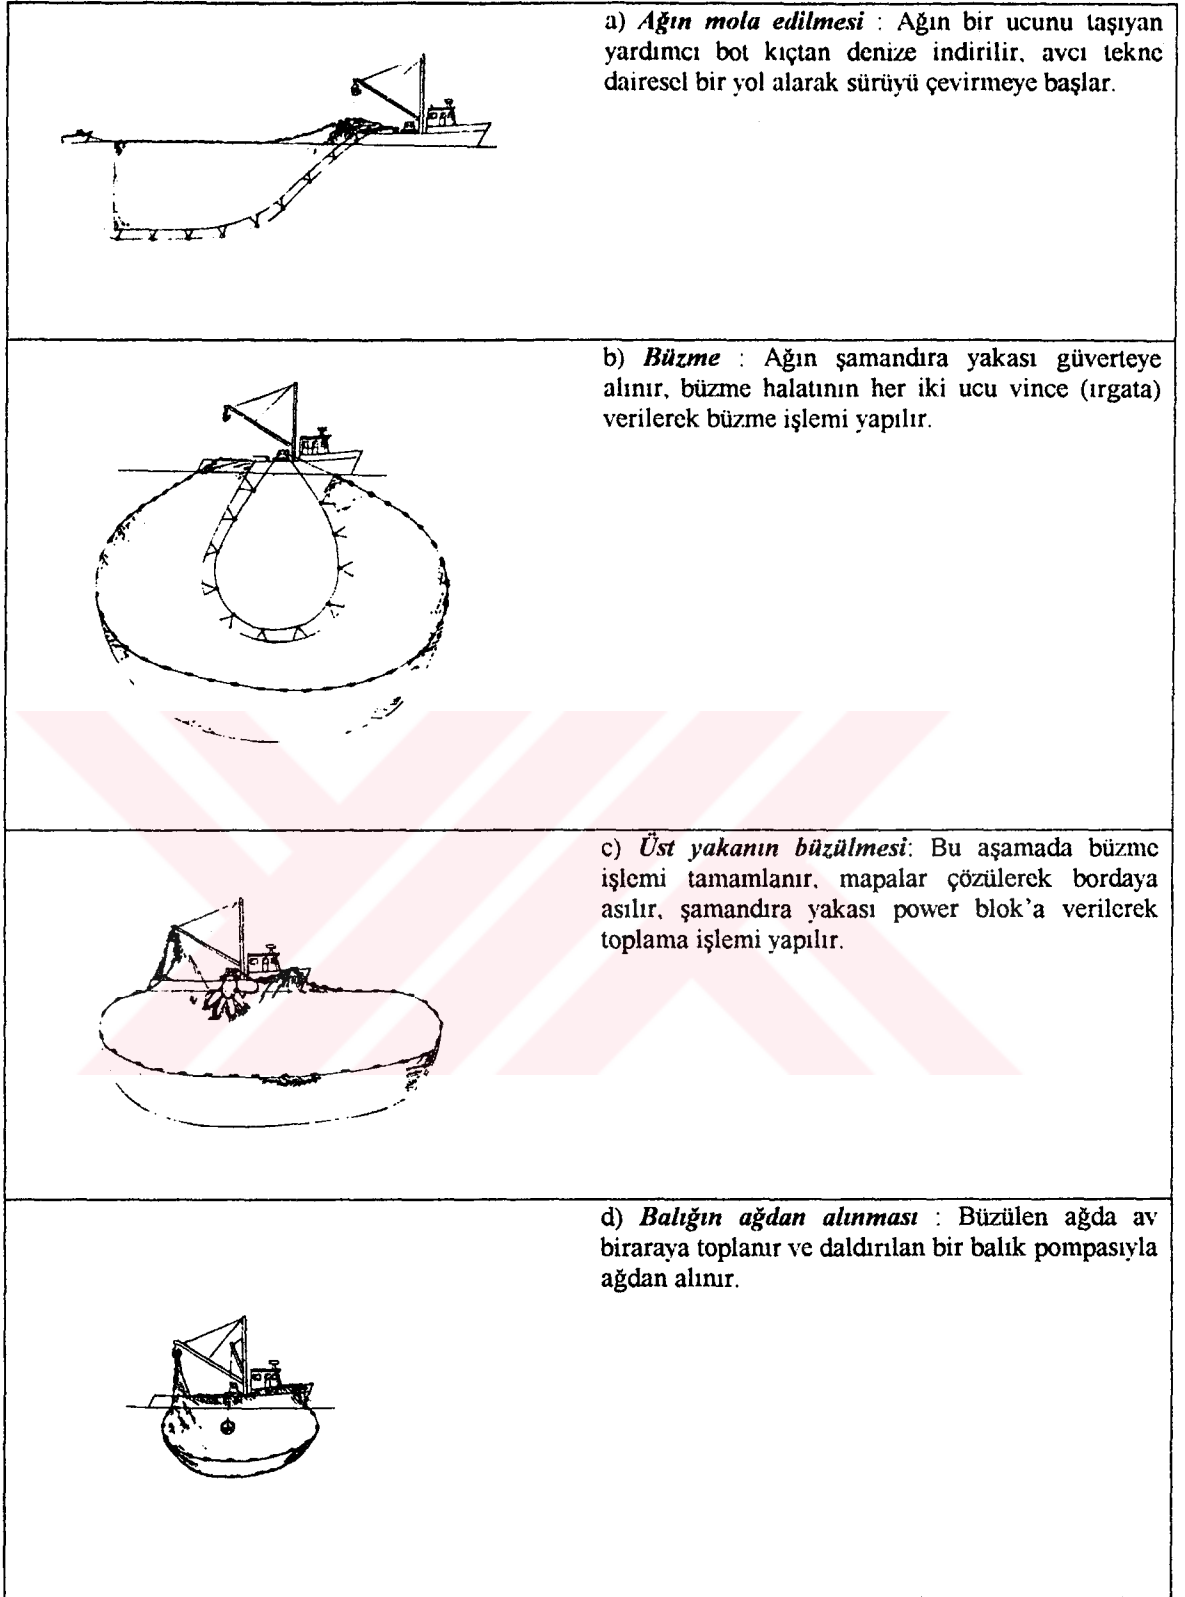 a) Ağın mola edilmesi : Ağın bir ucunu taşıyan
yardımcı bot kıçtan denize indirilir, avcı tekne
dairesel bir yol alarak sürüyü çevirmeye başlar.
b) Büzme : Ağın şamandıra yakası güverteye
alınır, büzme halatının her iki ucu vince (ırgata)
verilerek büzme işlemi yapılır.
c) Üst yakanın büzülmesi: Bu aşamada büzme
işlemi tamamlanır, mapalar çözülerek bordaya
asılır, şamandıra yakası power blok'a verilerek
toplama işlemi yapılır.
d) Balığın ağdan alınması : Büzülen ağda av
biraraya toplanır ve daldırılan bir balık pompasıyla
ağdan alınır.